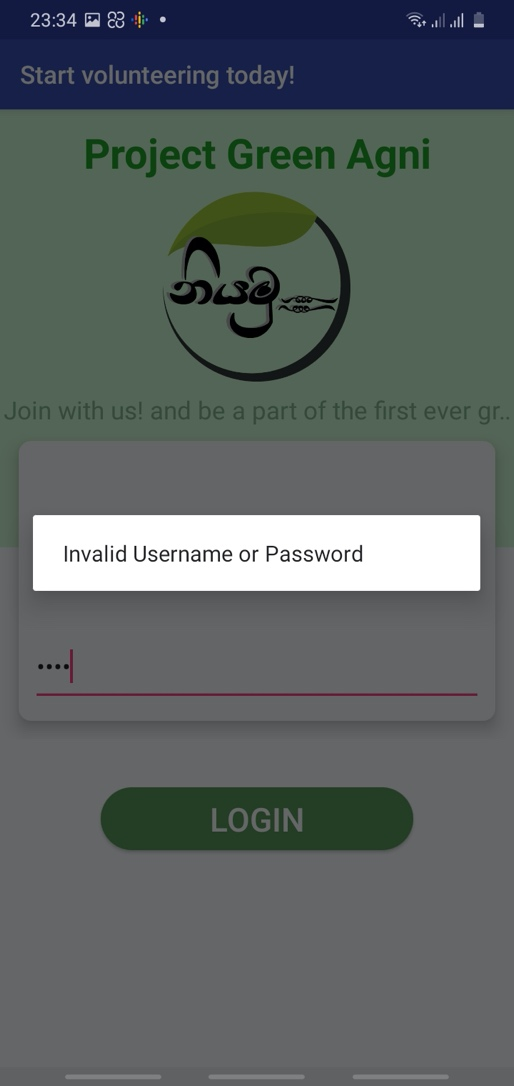 23:34
Start volunteering today!
Project Green Agni
නියමු
Join with us! and be a part of the first ever gr..
Invalid Username or Password
••••
LOGIN